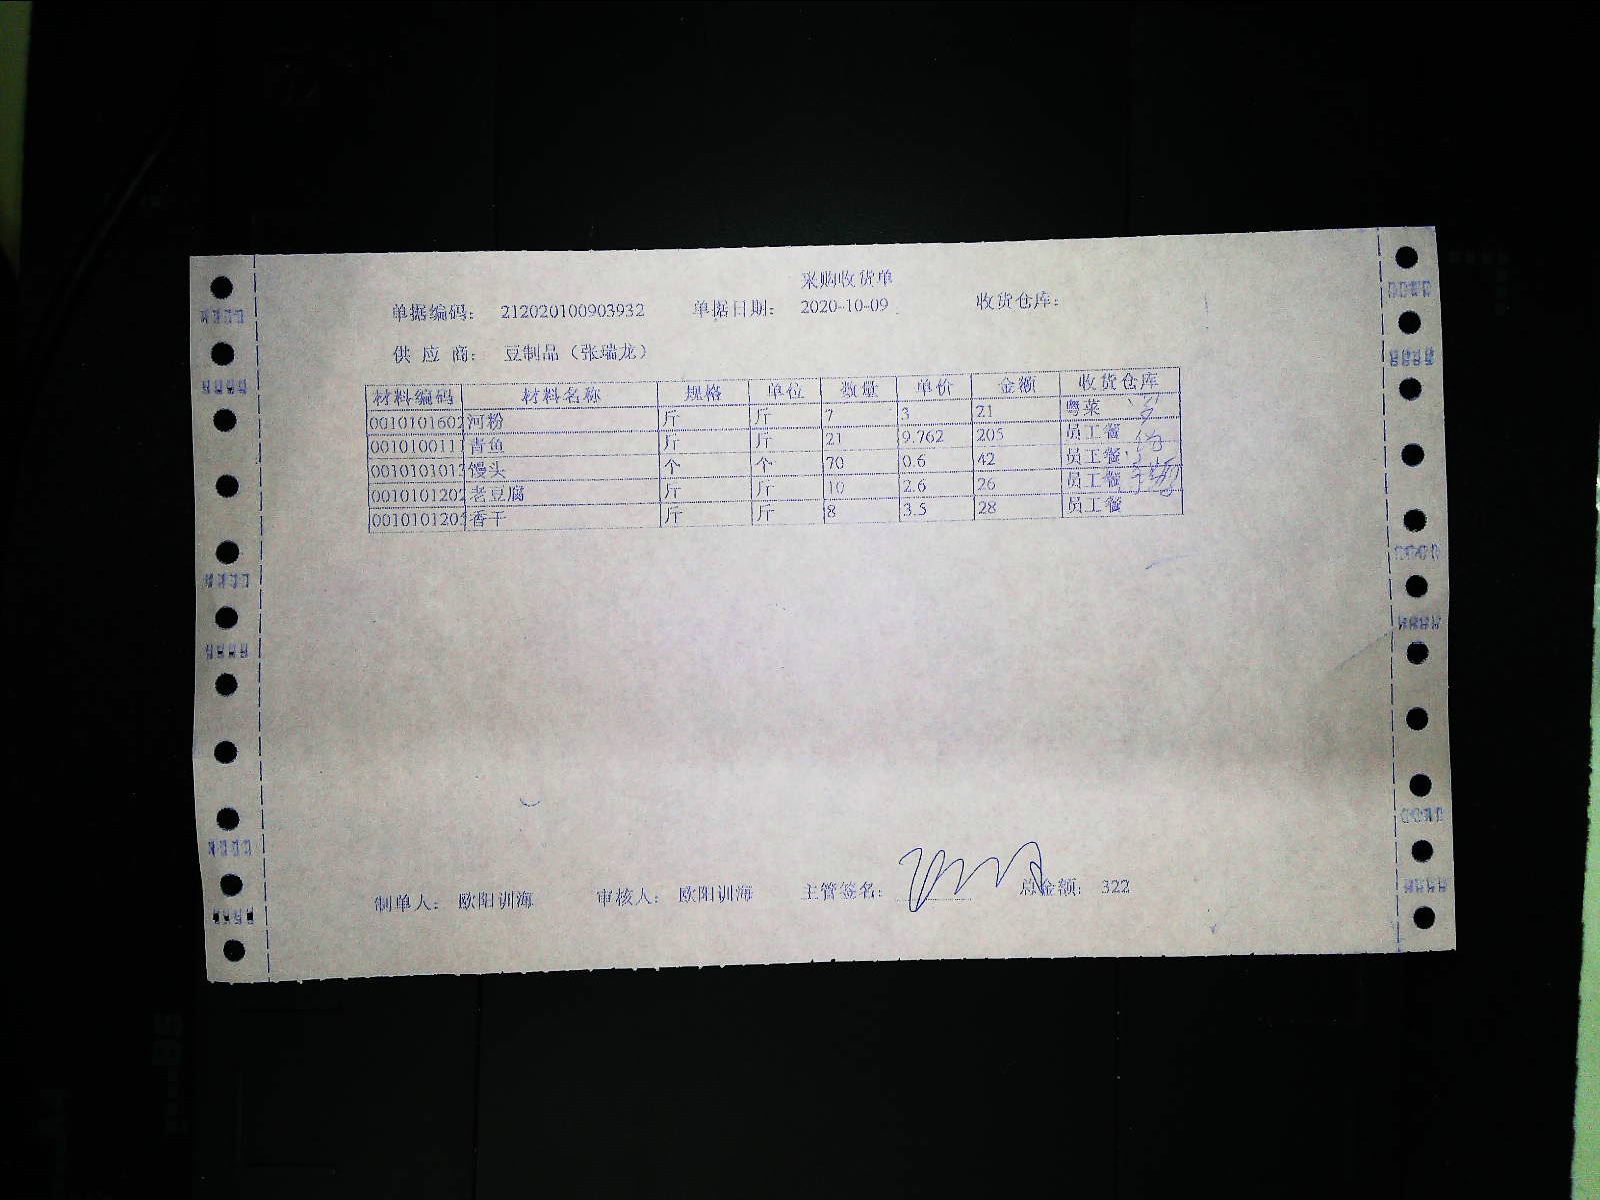 采购收货单
单据编码： 212020100903932 单据日期： 2020-10-09 收货仓库：
供 应 商： 豆制品（张瑞龙）
材料编码 材料名称 规格 单位 数量 单价 金额 收货仓库
0010101602 河粉 斤 斤 7 3 21 粤菜
0010100111 青鱼 斤 斤 21 9.762 205 员工餐
001010101 馒头 个 个 70 0.6 42 员工餐
001010120 老豆腐 斤 斤 10 2.6 26 员工餐
001010120 香干 斤 斤 8 3.5 28 员工餐
制单人： 欧阳训海 审核人： 欧阳训海 主管签名： 总金额： 322